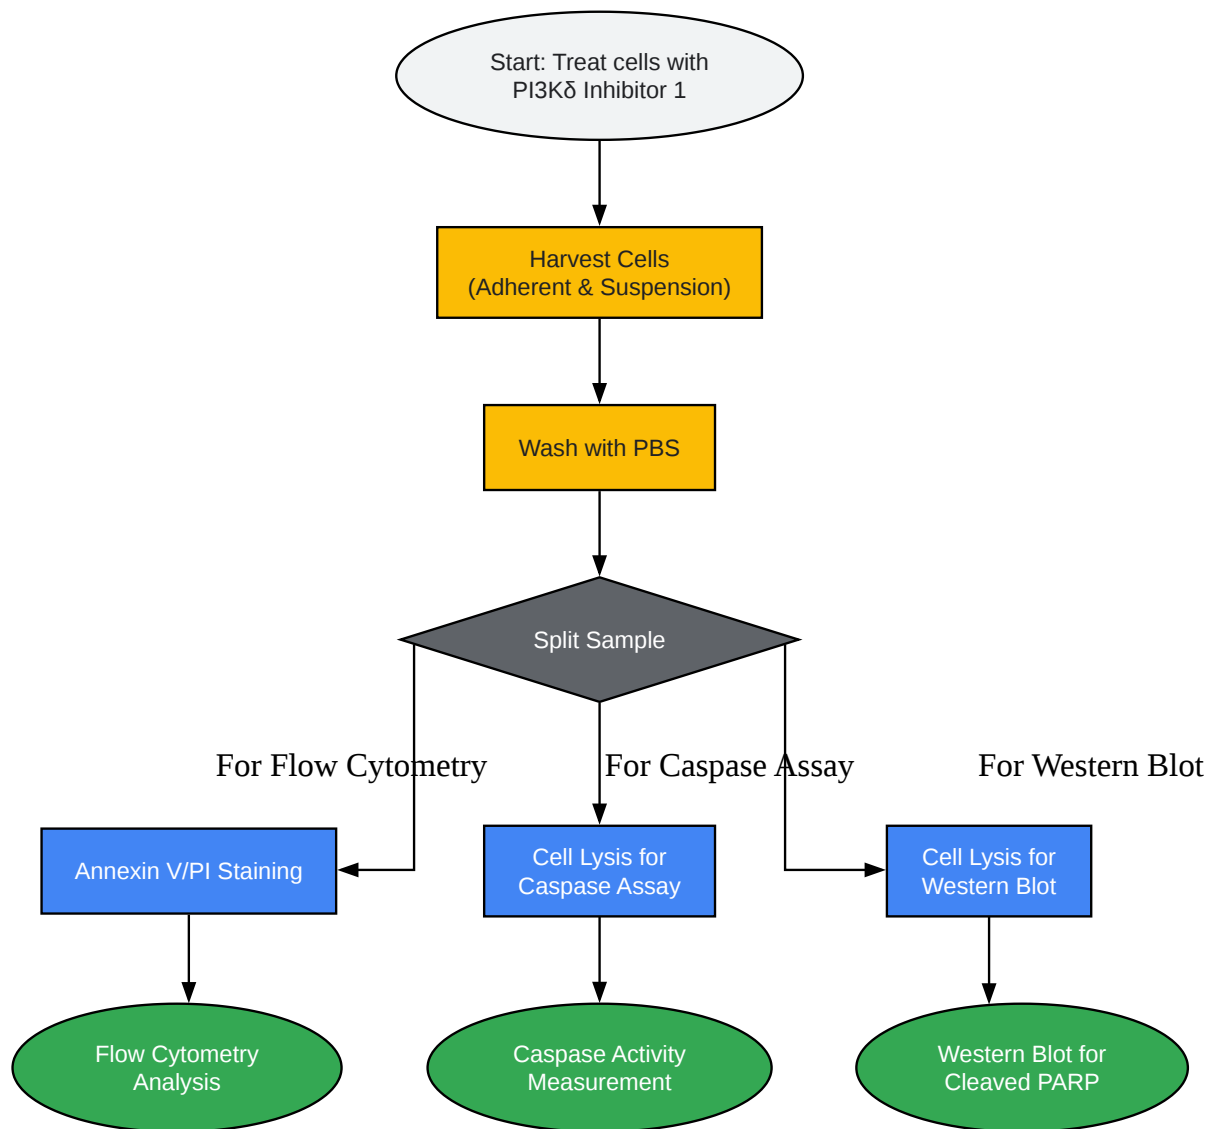 Start: Treat cells with
PI3Kδ Inhibitor 1
Harvest Cells
(Adherent & Suspension)
Wash with PBS
Split Sample
For Flow Cytometry
For Caspase Assay
For Western Blot
Annexin V/PI Staining
Cell Lysis for
Caspase Assay
Cell Lysis for
Western Blot
Flow Cytometry
Analysis
Caspase Activity
Measurement
Western Blot for
Cleaved PARP